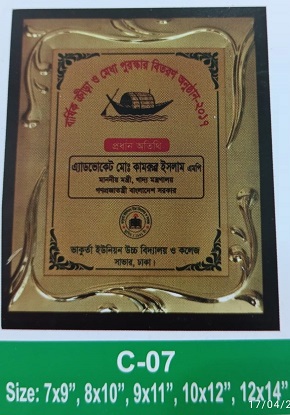 বার্ষিক ক্রীড়া ও মেধা পুরস্কার বিতরণ অনুষ্ঠান-২০১৭
প্রধান অতিথি
এ্যাডভোকেট মোঃ কামরুল ইসলাম এমপি
মাননীয় মন্ত্রী, খাদ্য মন্ত্রণালয়
গণপ্রজাতন্ত্রী বাংলাদেশ সরকার
ভাকুর্তা ইউনিয়ন উচ্চ বিদ্যালয় ও কলেজ
সাভার, ঢাকা।
C-07
Size: 7x9", 8x10", 9x11", 10x12", 12x14"
17/04/2